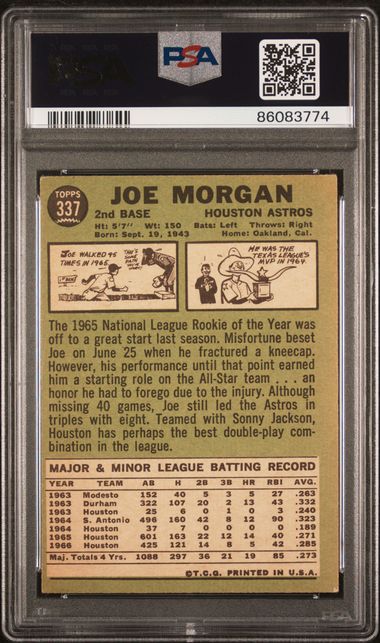 PSA
86083774
TOPPS
337
JOE MORGAN
2nd BASE HOUSTON ASTROS
Ht: 5'7" Wt: 150 Bats: Left Throws: Right
Born: Sept. 19, 1943 Home: Oakland, Cal.
JOE WALKED 95
TIMES IN 1965.
HE WAS THE
TEXAS LEAGUE'S
MVP IN 1964.
The 1965 National League Rookie of the Year was
off to a great start last season. Misfortune beset
Joe on June 25 when he fractured a kneecap.
However, his performance until that point earned
him a starting role on the All-Star team . . . an
honor he had to forego due to the injury. Although
missing 40 games, Joe still led the Astros in
triples with eight. Teamed with Sonny Jackson,
Houston has perhaps the best double-play com-
bination in the league.
MAJOR & MINOR LEAGUE BATTING RECORD
YEAR TEAM AB H 2B 3B HR RBI AVG.
1963 Modesto 152 40 5 3 5 27 .263
1963 Durham 322 107 20 2 13 43 .332
1963 Houston 25 6 0 1 0 3 .240
1964 S. Antonio 496 160 42 8 12 90 .323
1964 Houston 37 7 0 0 0 0 .189
1965 Houston 601 163 22 12 14 40 .271
1966 Houston 425 121 14 8 5 42 .285
Maj. Totals 4 Yrs. 1088 297 36 21 19 85 .273
©T.C.G. PRINTED IN U.S.A.